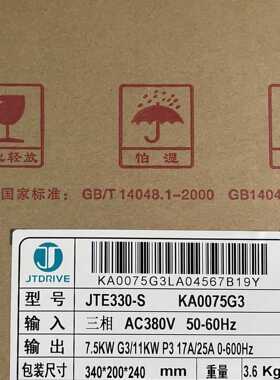 轻放
怕湿
国家标准: GB/T 14048.1-2000 GB1404
JTDRIVE
KA0075G3LA04567B19Y
型号 JTE330-S KA0075G3
输入 三相 AC380V 50-60Hz
输出 7.5KW G3/11KW P3 17A/25A 0-600Hz
包装尺寸 340*200*240 mm 重量 3.6 Kg